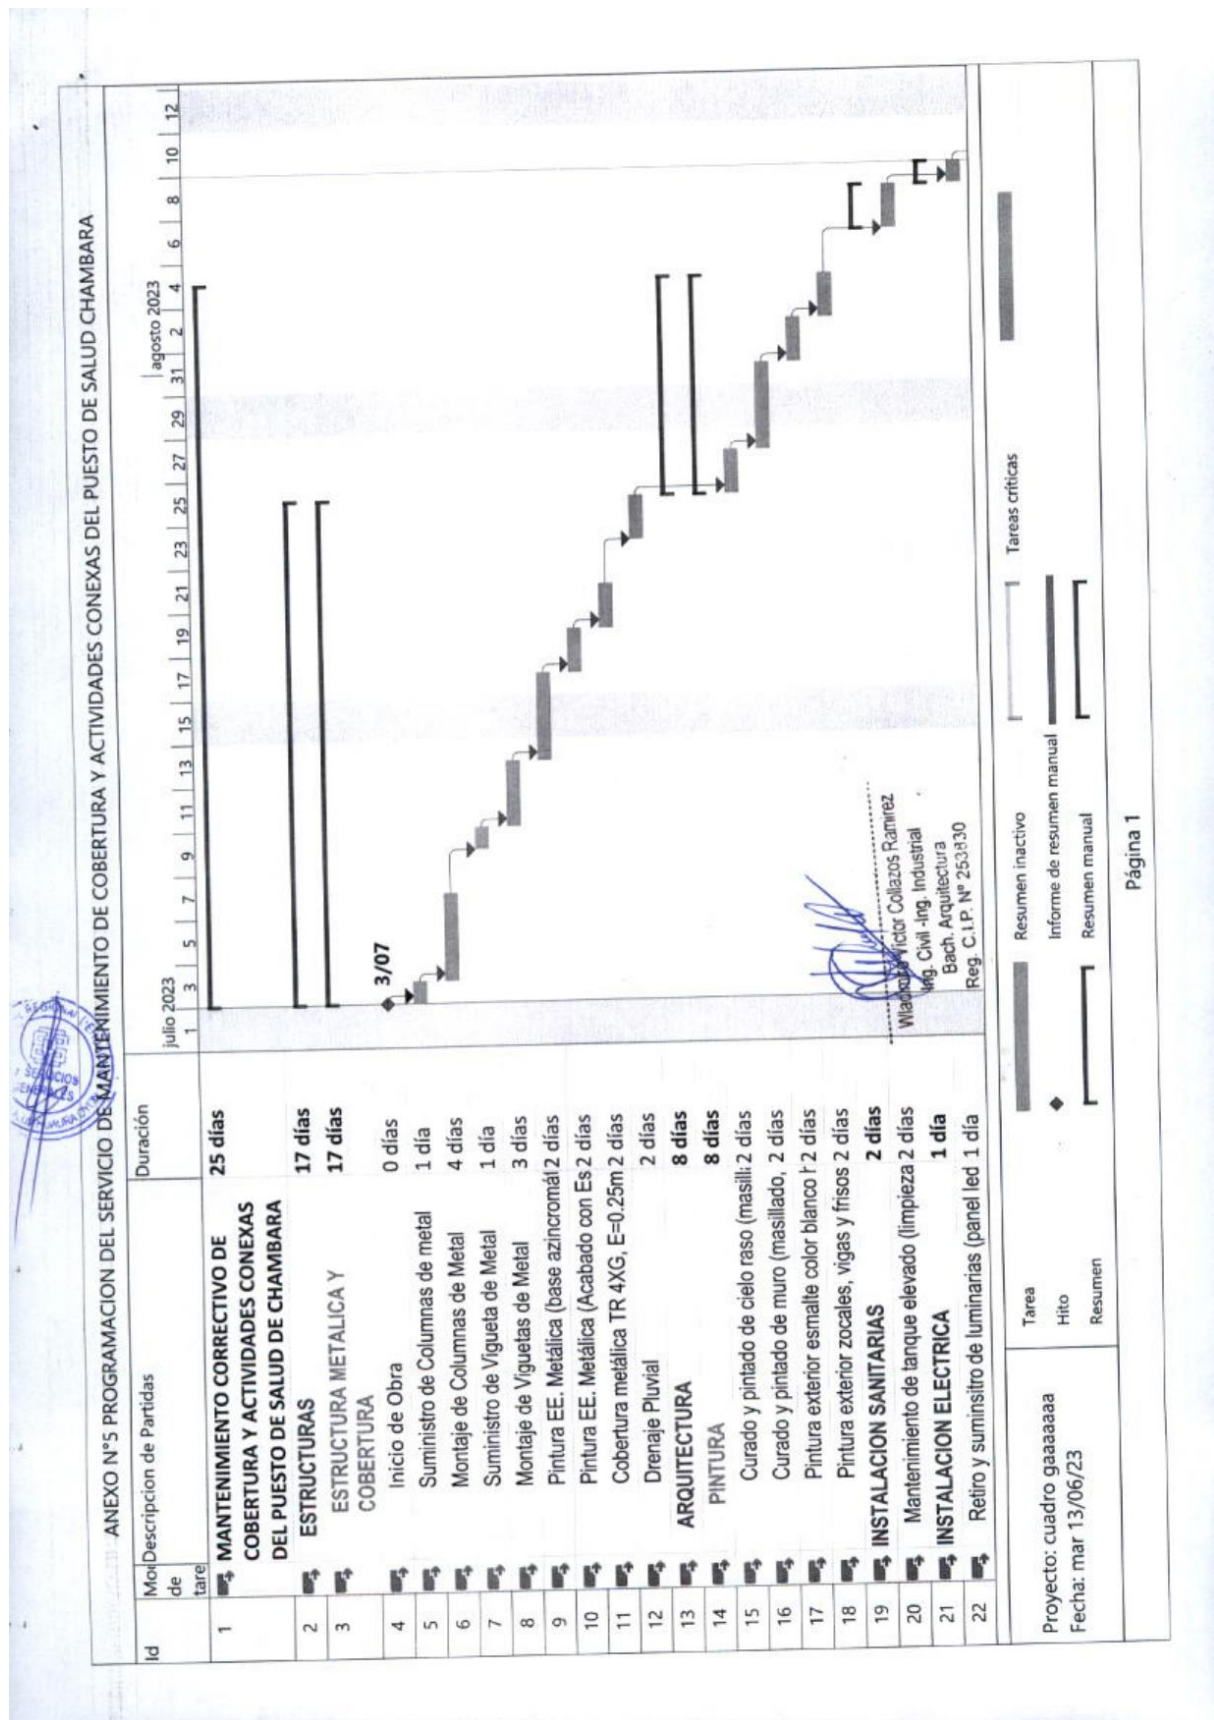 ANEXO N°5 PROGRAMACION DEL SERVICIO DE MANTENIMIENTO DE COBERTURA Y ACTIVIDADES CONEXAS DEL PUESTO DE SALUD CHAMBARA
Id
Descripcion de Partidas
Duración
de
tare
julio 2023
agosto 2023
1 3 5 7 9 11 13 15 17 19 21 23 25 27 29 31 2 4 6 8 10 12
1 MANTENIMIENTO CORRECTIVO DE 25 días
COBERTURA Y ACTIVIDADES CONEXAS
DEL PUESTO DE SALUD DE CHAMBARA
2 ESTRUCTURAS 17 días
3 ESTRUCTURA METALICA Y 17 días
COBERTURA
4 Inicio de Obra 0 días 3/07
5 Suministro de Columnas de metal 1 día
6 Montaje de Columnas de Metal 4 días
7 Suministro de Vigueta de Metal 1 día
8 Montaje de Viguetas de Metal 3 días
9 Pintura EE. Metálica (base azincromát 2 días
10 Pintura EE. Metálica (Acabado con Es 2 días
11 Cobertura metálica TR 4XG, E=0.25m 2 días
12 Drenaje Pluvial 2 días
13 ARQUITECTURA 8 días
14 PINTURA 8 días
15 Curado y pintado de cielo raso (masill 2 días
16 Curado y pintado de muro (masillado, 2 días
17 Pintura exterior esmalte color blanco 2 días
18 Pintura exterior zocales, vigas y frisos 2 días
19 INSTALACION SANITARIAS 2 días
20 Mantenimiento de tanque elevado (limpieza 2 días
21 INSTALACION ELECTRICA 1 día
22 Retiro y suminsitro de luminarias (panel led 1 día
Victor Collazos Ramirez
Ing. Civil -Ing. Industrial
Bach. Arquitectura
Reg. C.I.P. N° 253830
SERVICIOS
GENERALES
Proyecto: cuadro gaaaaaaa
Fecha: mar 13/06/23
Tarea
Hito
Resumen
Resumen inactivo
Informe de resumen manual
Resumen manual
Tareas críticas
Página 1